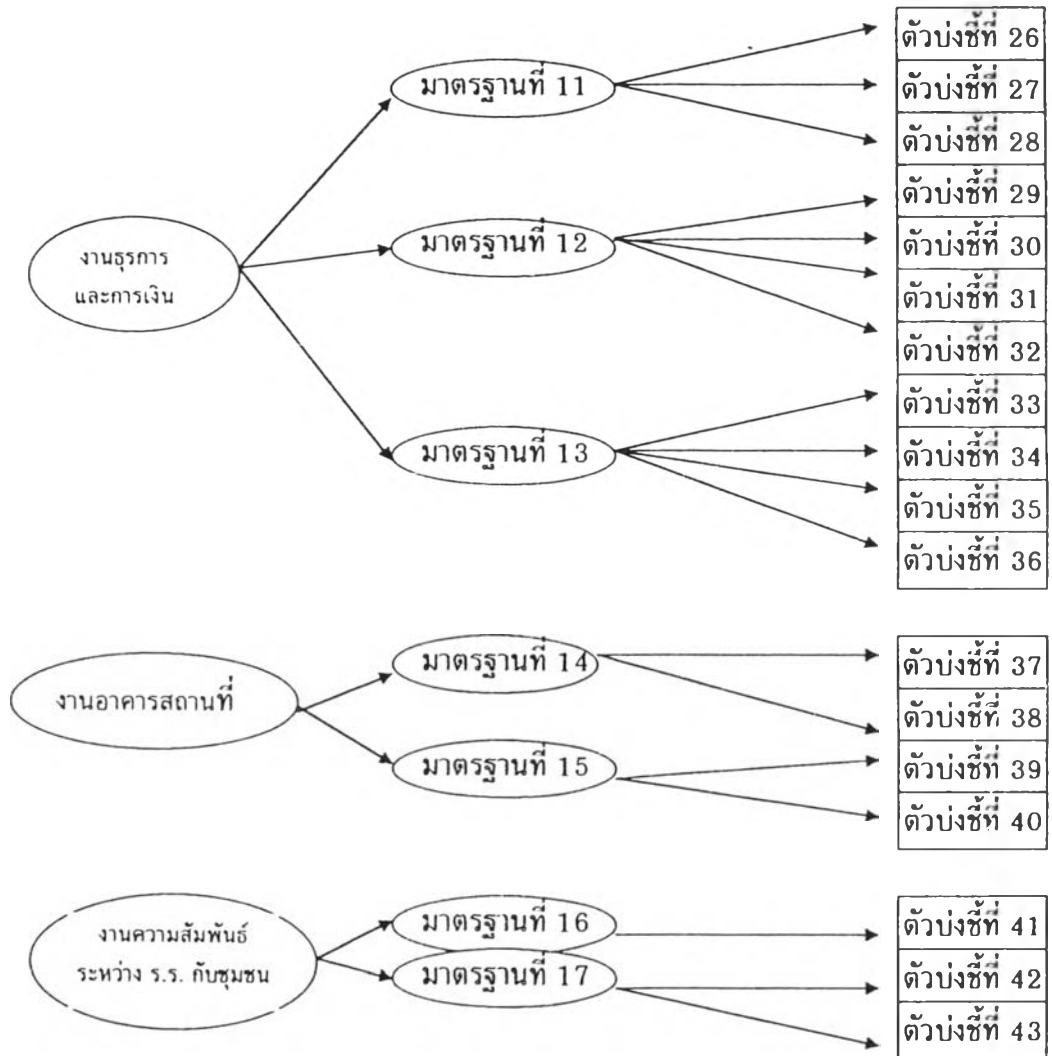 งานธุรการ
และการเงิน
มาตรฐานที่ 11
ตัวบ่งชี้ที่ 26
ตัวบ่งชี้ที่ 27
ตัวบ่งชี้ที่ 28
มาตรฐานที่ 12
ตัวบ่งชี้ที่ 29
ตัวบ่งชี้ที่ 30
ตัวบ่งชี้ที่ 31
ตัวบ่งชี้ที่ 32
มาตรฐานที่ 13
ตัวบ่งชี้ที่ 33
ตัวบ่งชี้ที่ 34
ตัวบ่งชี้ที่ 35
ตัวบ่งชี้ที่ 36
งานอาคารสถานที่
มาตรฐานที่ 14
ตัวบ่งชี้ที่ 37
ตัวบ่งชี้ที่ 38
มาตรฐานที่ 15
ตัวบ่งชี้ที่ 39
ตัวบ่งชี้ที่ 40
งานความสัมพันธ์
ระหว่าง ร.ร. กับชุมชน
มาตรฐานที่ 16
ตัวบ่งชี้ที่ 41
มาตรฐานที่ 17
ตัวบ่งชี้ที่ 42
ตัวบ่งชี้ที่ 43